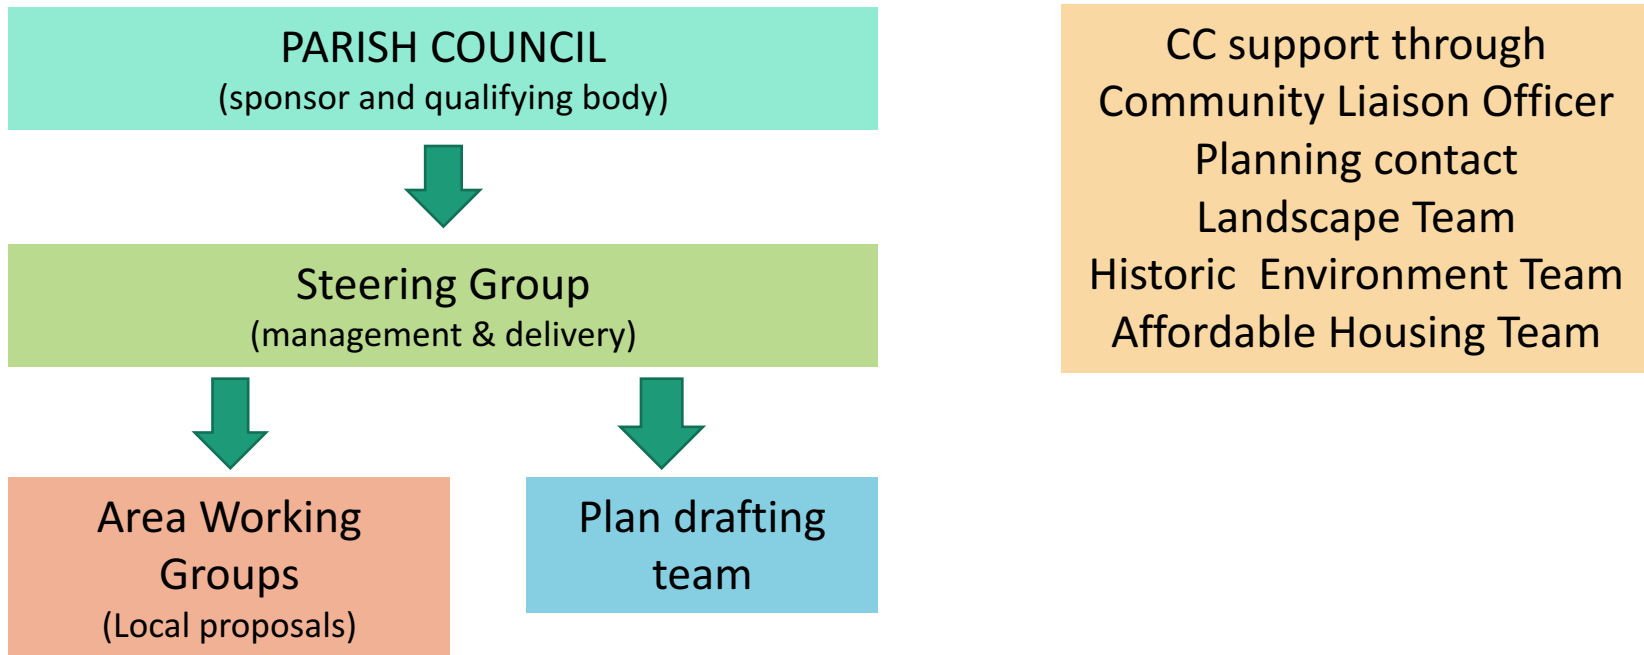 PARISH COUNCIL
(sponsor and qualifying body)
Steering Group
(management & delivery)
Area Working
Groups
(Local proposals)
Plan drafting
team
CC support through
Community Liaison Officer
Planning contact
Landscape Team
Historic  Environment Team
Affordable Housing Team